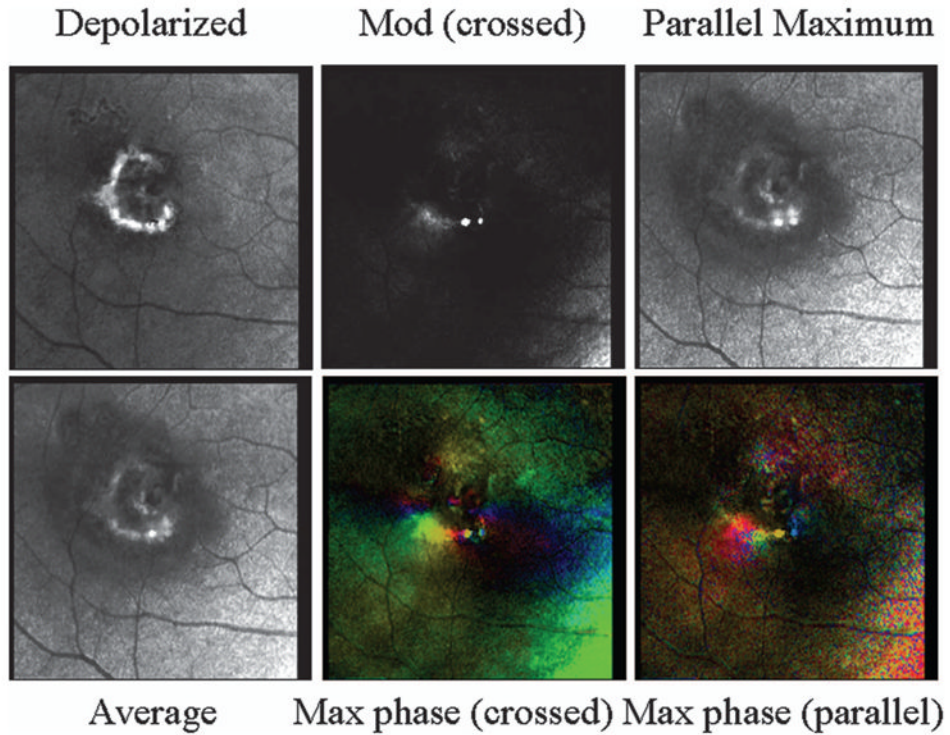 Depolarized Mod (crossed) Parallel Maximum
Average Max phase (crossed) Max phase (parallel)